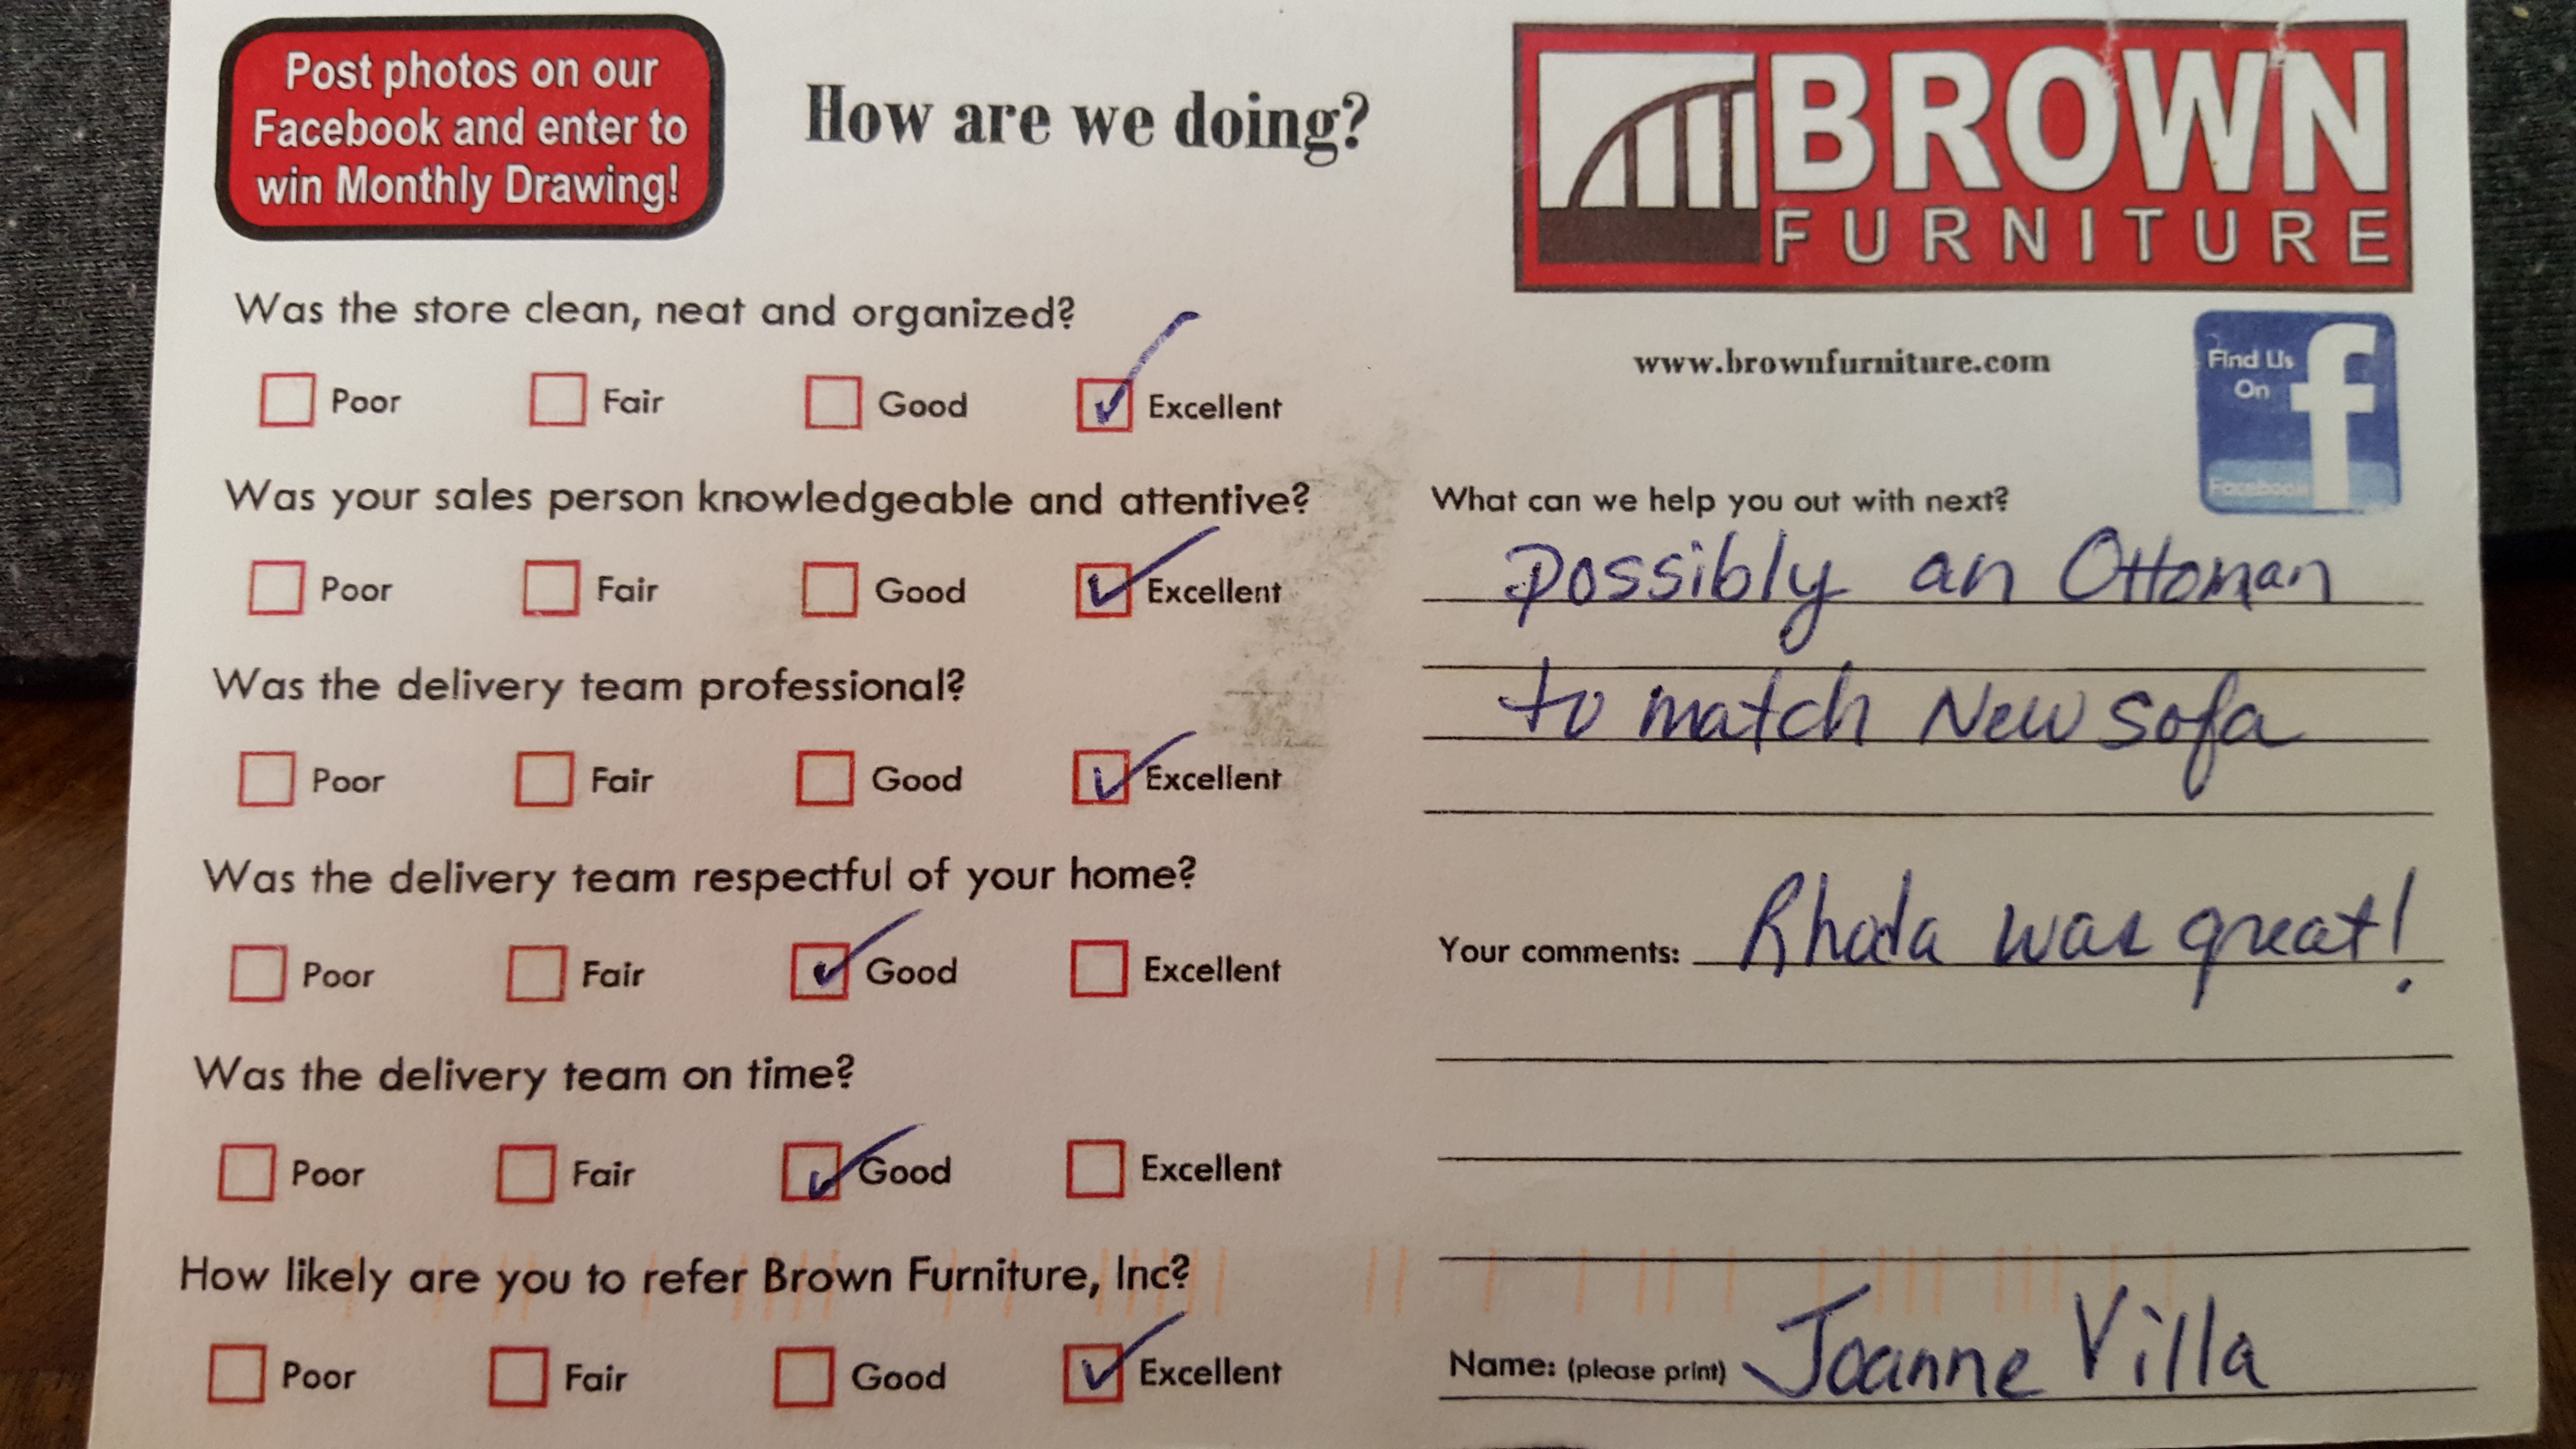 Post photos on our
Facebook and enter to
win Monthly Drawing!
How are we doing?
BROWN
FURNITURE
www.brownfurniture.com
Find Us
On
f
Facebook
Was the store clean, neat and organized?
Poor Fair Good Excellent
Was your sales person knowledgeable and attentive?
Poor Fair Good Excellent
Was the delivery team professional?
Poor Fair Good Excellent
Was the delivery team respectful of your home?
Poor Fair Good Excellent
Was the delivery team on time?
Poor Fair Good Excellent
How likely are you to refer Brown Furniture, Inc?
Poor Fair Good Excellent
What can we help you out with next?
possibly an Ottoman
to match New sofa
Your comments: Rhoda was great!
Name: (please print) Joanne Villa